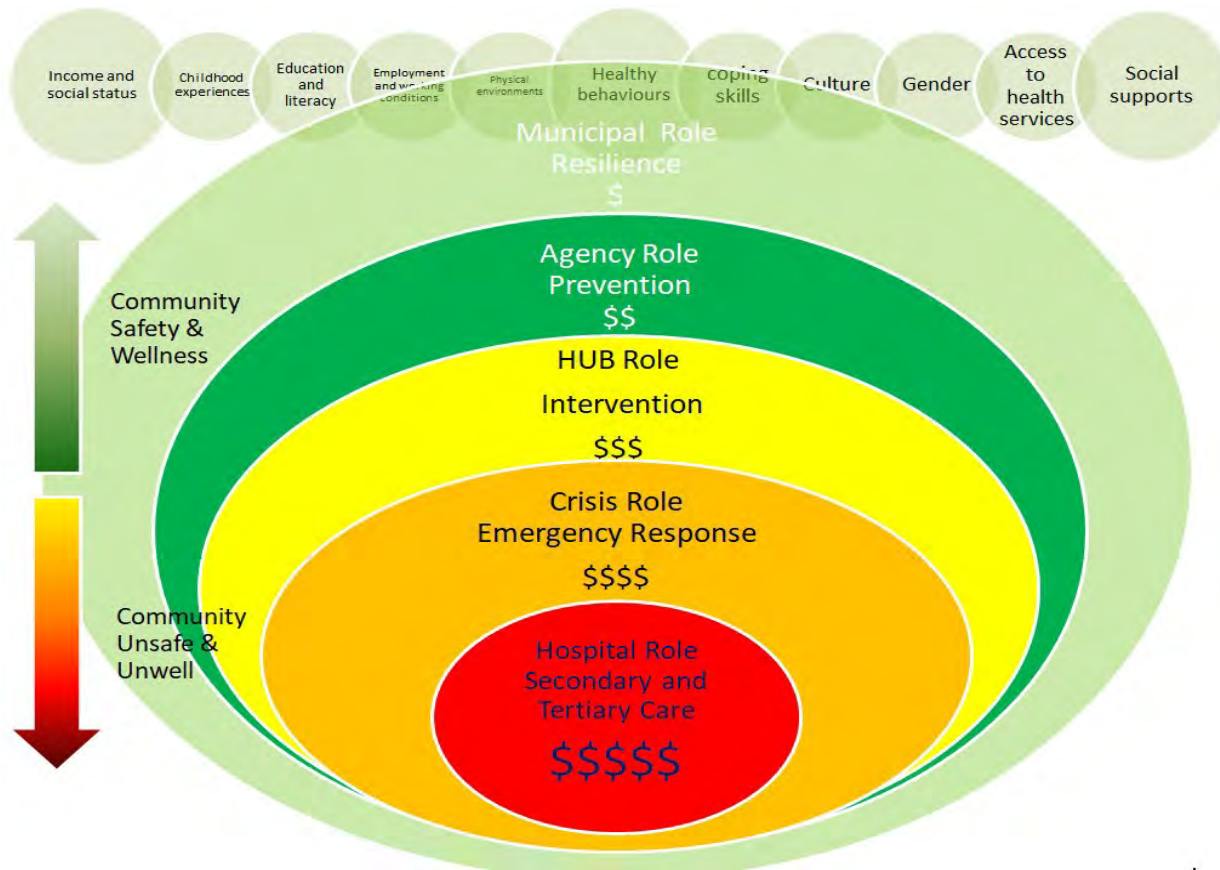 Income and
social status
Childhood
experiences
Education
and
literacy
Employment
and working
conditions
Physical
environments
Healthy
behaviours
coping
skills
Culture
Gender
Access
to
health
services
Social
supports
Municipal Role
Resilience
$
Agency Role
Prevention
$$
HUB Role
Intervention
$$$
Crisis Role
Emergency Response
$$$$
Hospital Role
Secondary and
Tertiary Care
$$$$$
Community
Safety &
Wellness
Community
Unsafe &
Unwell